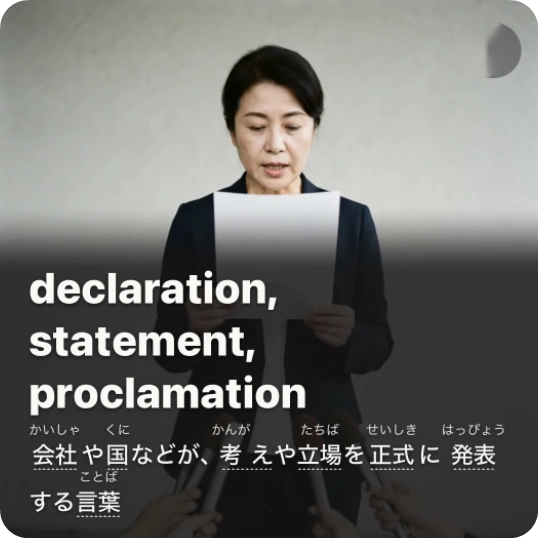 declaration,
statement,
proclamation
かいしゃ くに かんが たちば せいしき はっぴょう
会社や国などが、考えや立場を正式に発表
ことば
する言葉